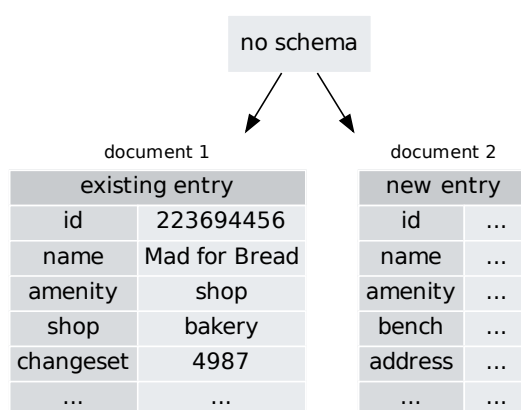 no schema
document 1
existing entry
id 223694456
name Mad for Bread
amenity shop
shop bakery
changeset 4987
... ...
document 2
new entry
id ...
name ...
amenity ...
bench ...
address ...
... ...